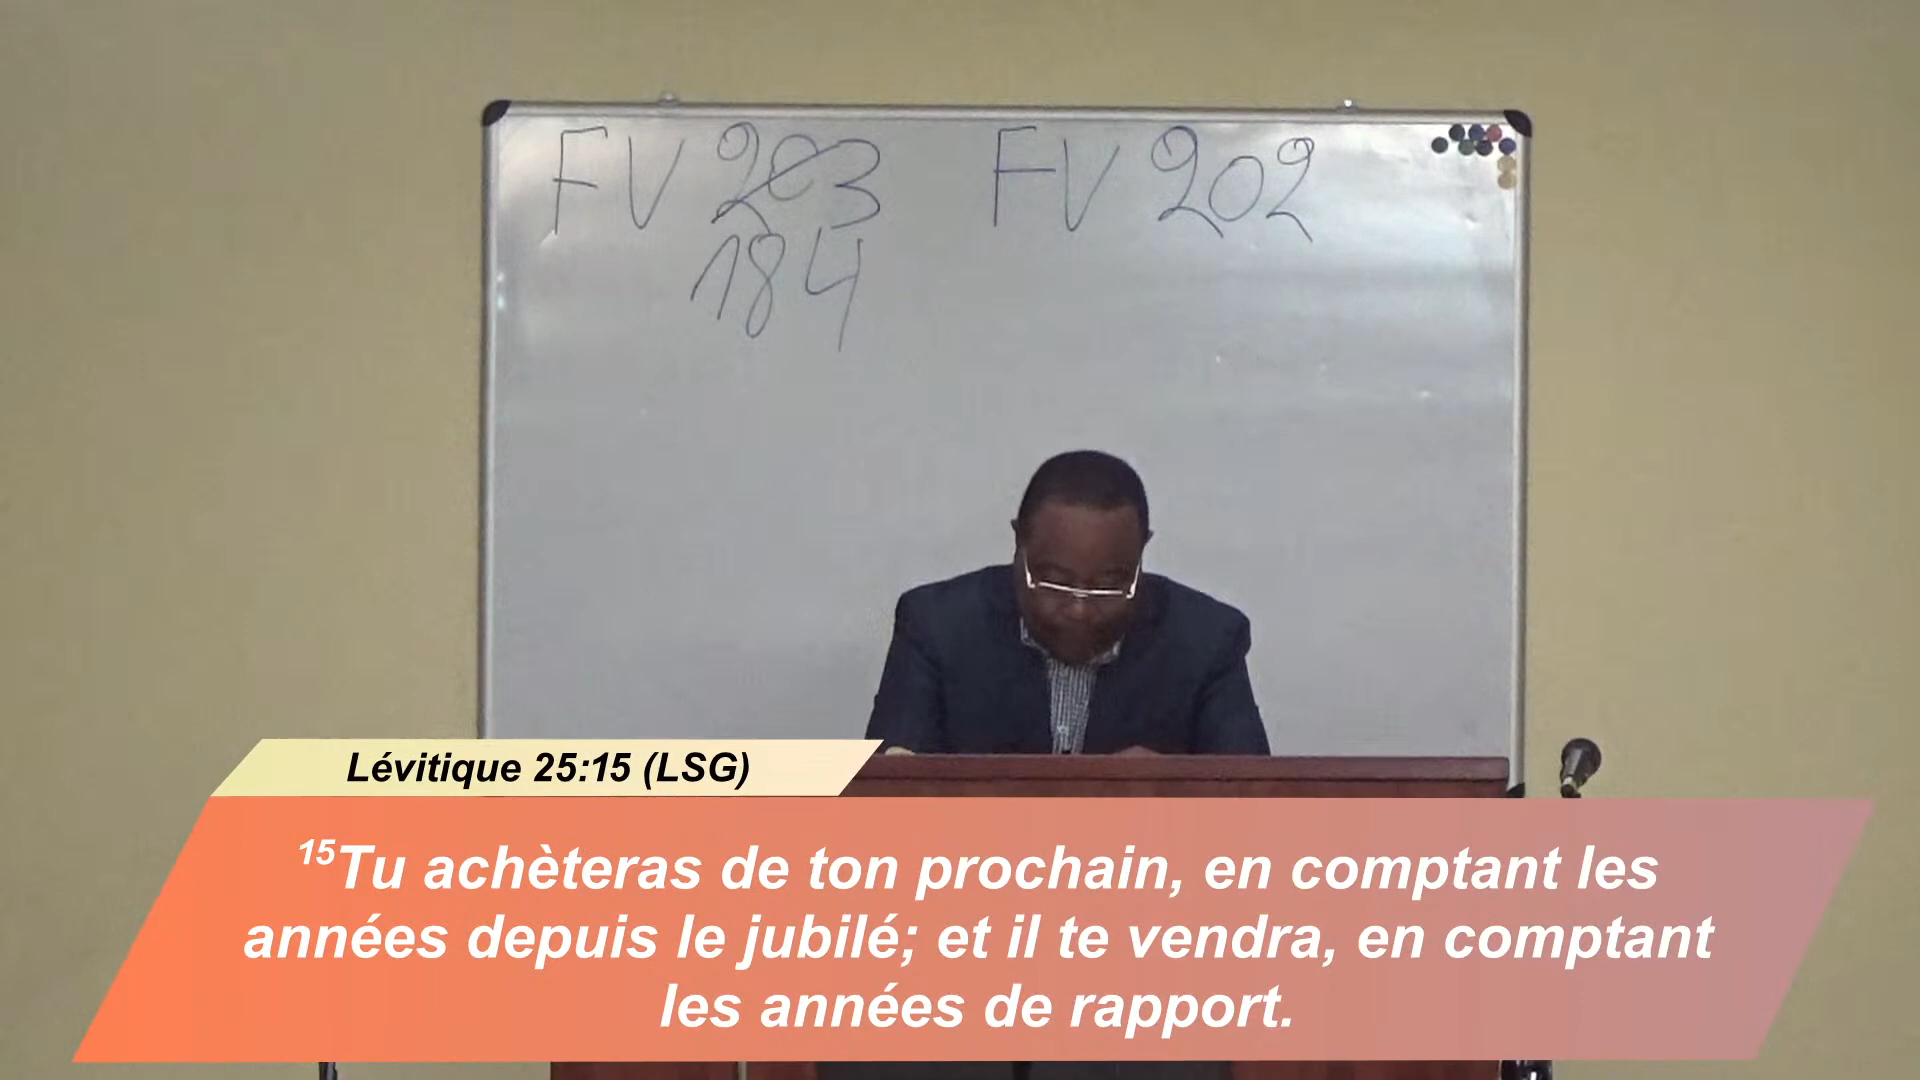 FV 203 FV 202
184
Lévitique 25:15 (LSG)
15Tu achèteras de ton prochain, en comptant les
années depuis le jubilé; et il te vendra, en comptant
les années de rapport.